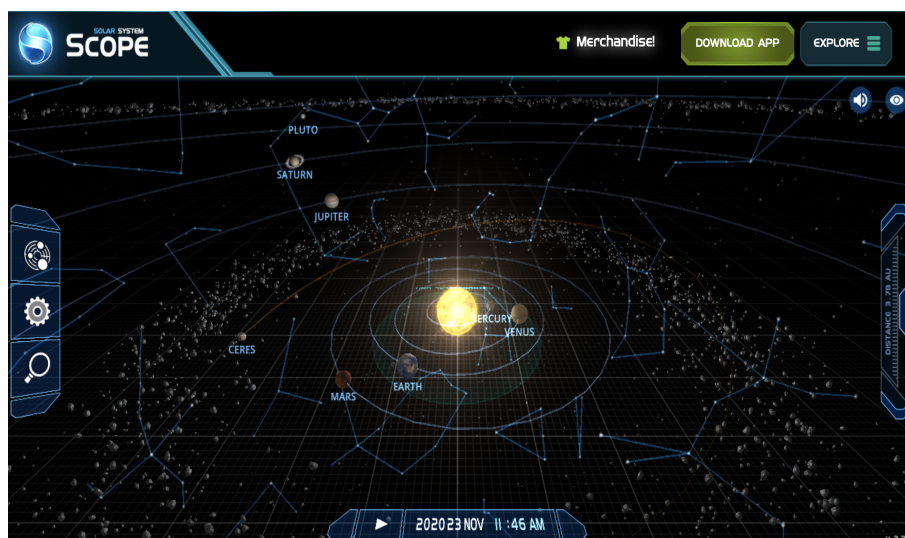 SOLAR SYSTEM
SCOPE
Merchandise!
DOWNLOAD APP
EXPLORE
PLUTO
SATURN
JUPITER
MERCURY
VENUS
CERES
EARTH
MARS
DISTANCE 3.78 AU
2020 23 NOV 11:46 AM